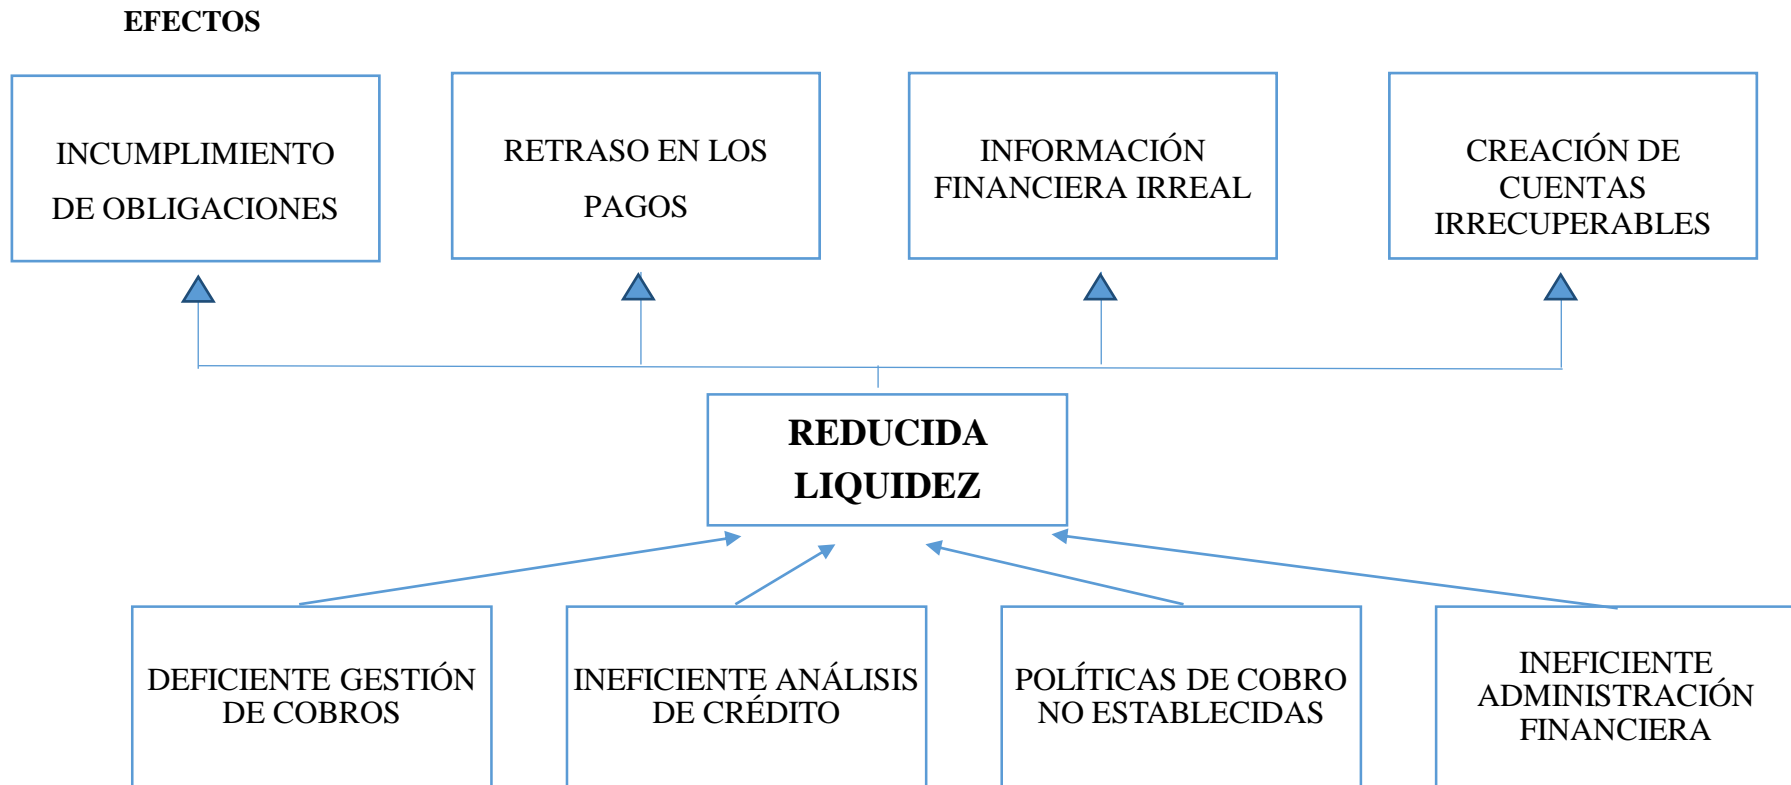 EFECTOS
INCUMPLIMIENTO
DE OBLIGACIONES
RETRASO EN LOS
PAGOS
INFORMACIÓN
FINANCIERA IRREAL
CREACIÓN DE
CUENTAS
IRRECUPERABLES
REDUCIDA
LIQUIDEZ
DEFICIENTE GESTIÓN
DE COBROS
INEFICIENTE ANÁLISIS
DE CRÉDITO
POLÍTICAS DE COBRO
NO ESTABLECIDAS
INEFICIENTE
ADMINISTRACIÓN
FINANCIERA